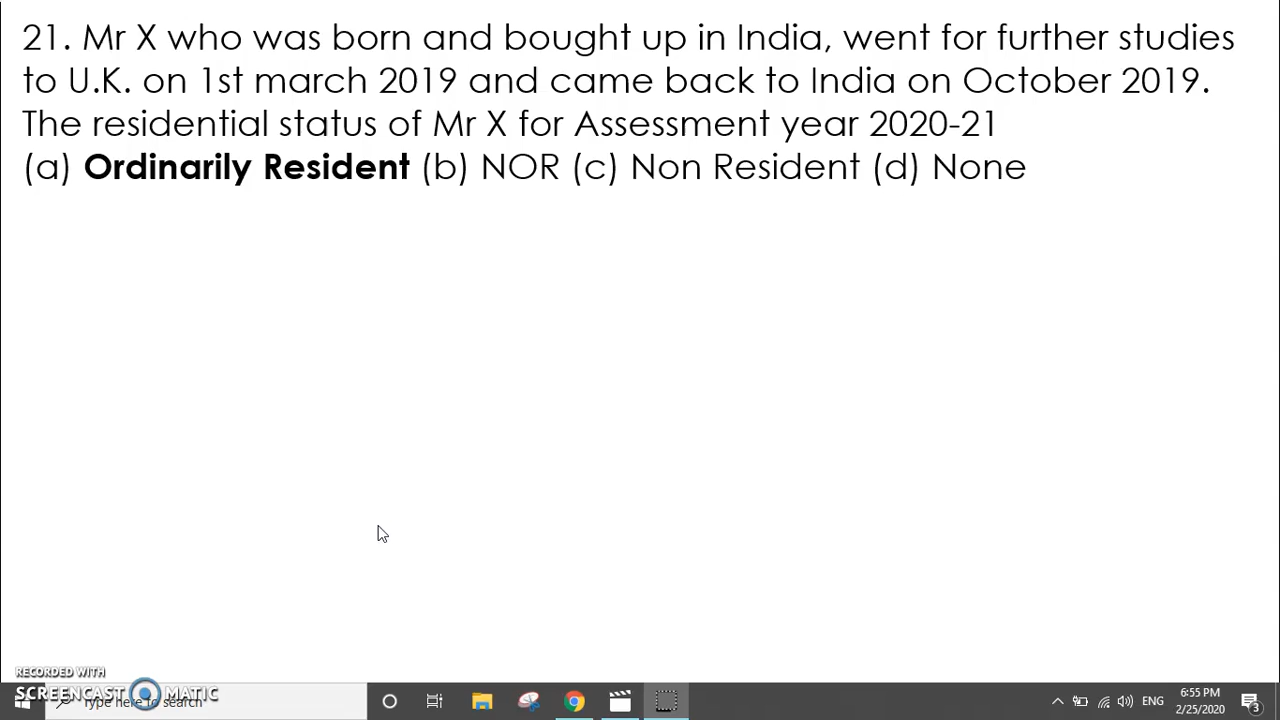 21. Mr X who was born and bought up in India, went for further studies
to U.K. on 1st march 2019 and came back to India on October 2019.
The residential status of Mr X for Assessment year 2020-21
(a) Ordinarily Resident (b) NOR (c) Non Resident (d) None
RECORDED WITH
SCREENCAST MATIC
Type here to search
ENG
6:55 PM
2/25/2020
3